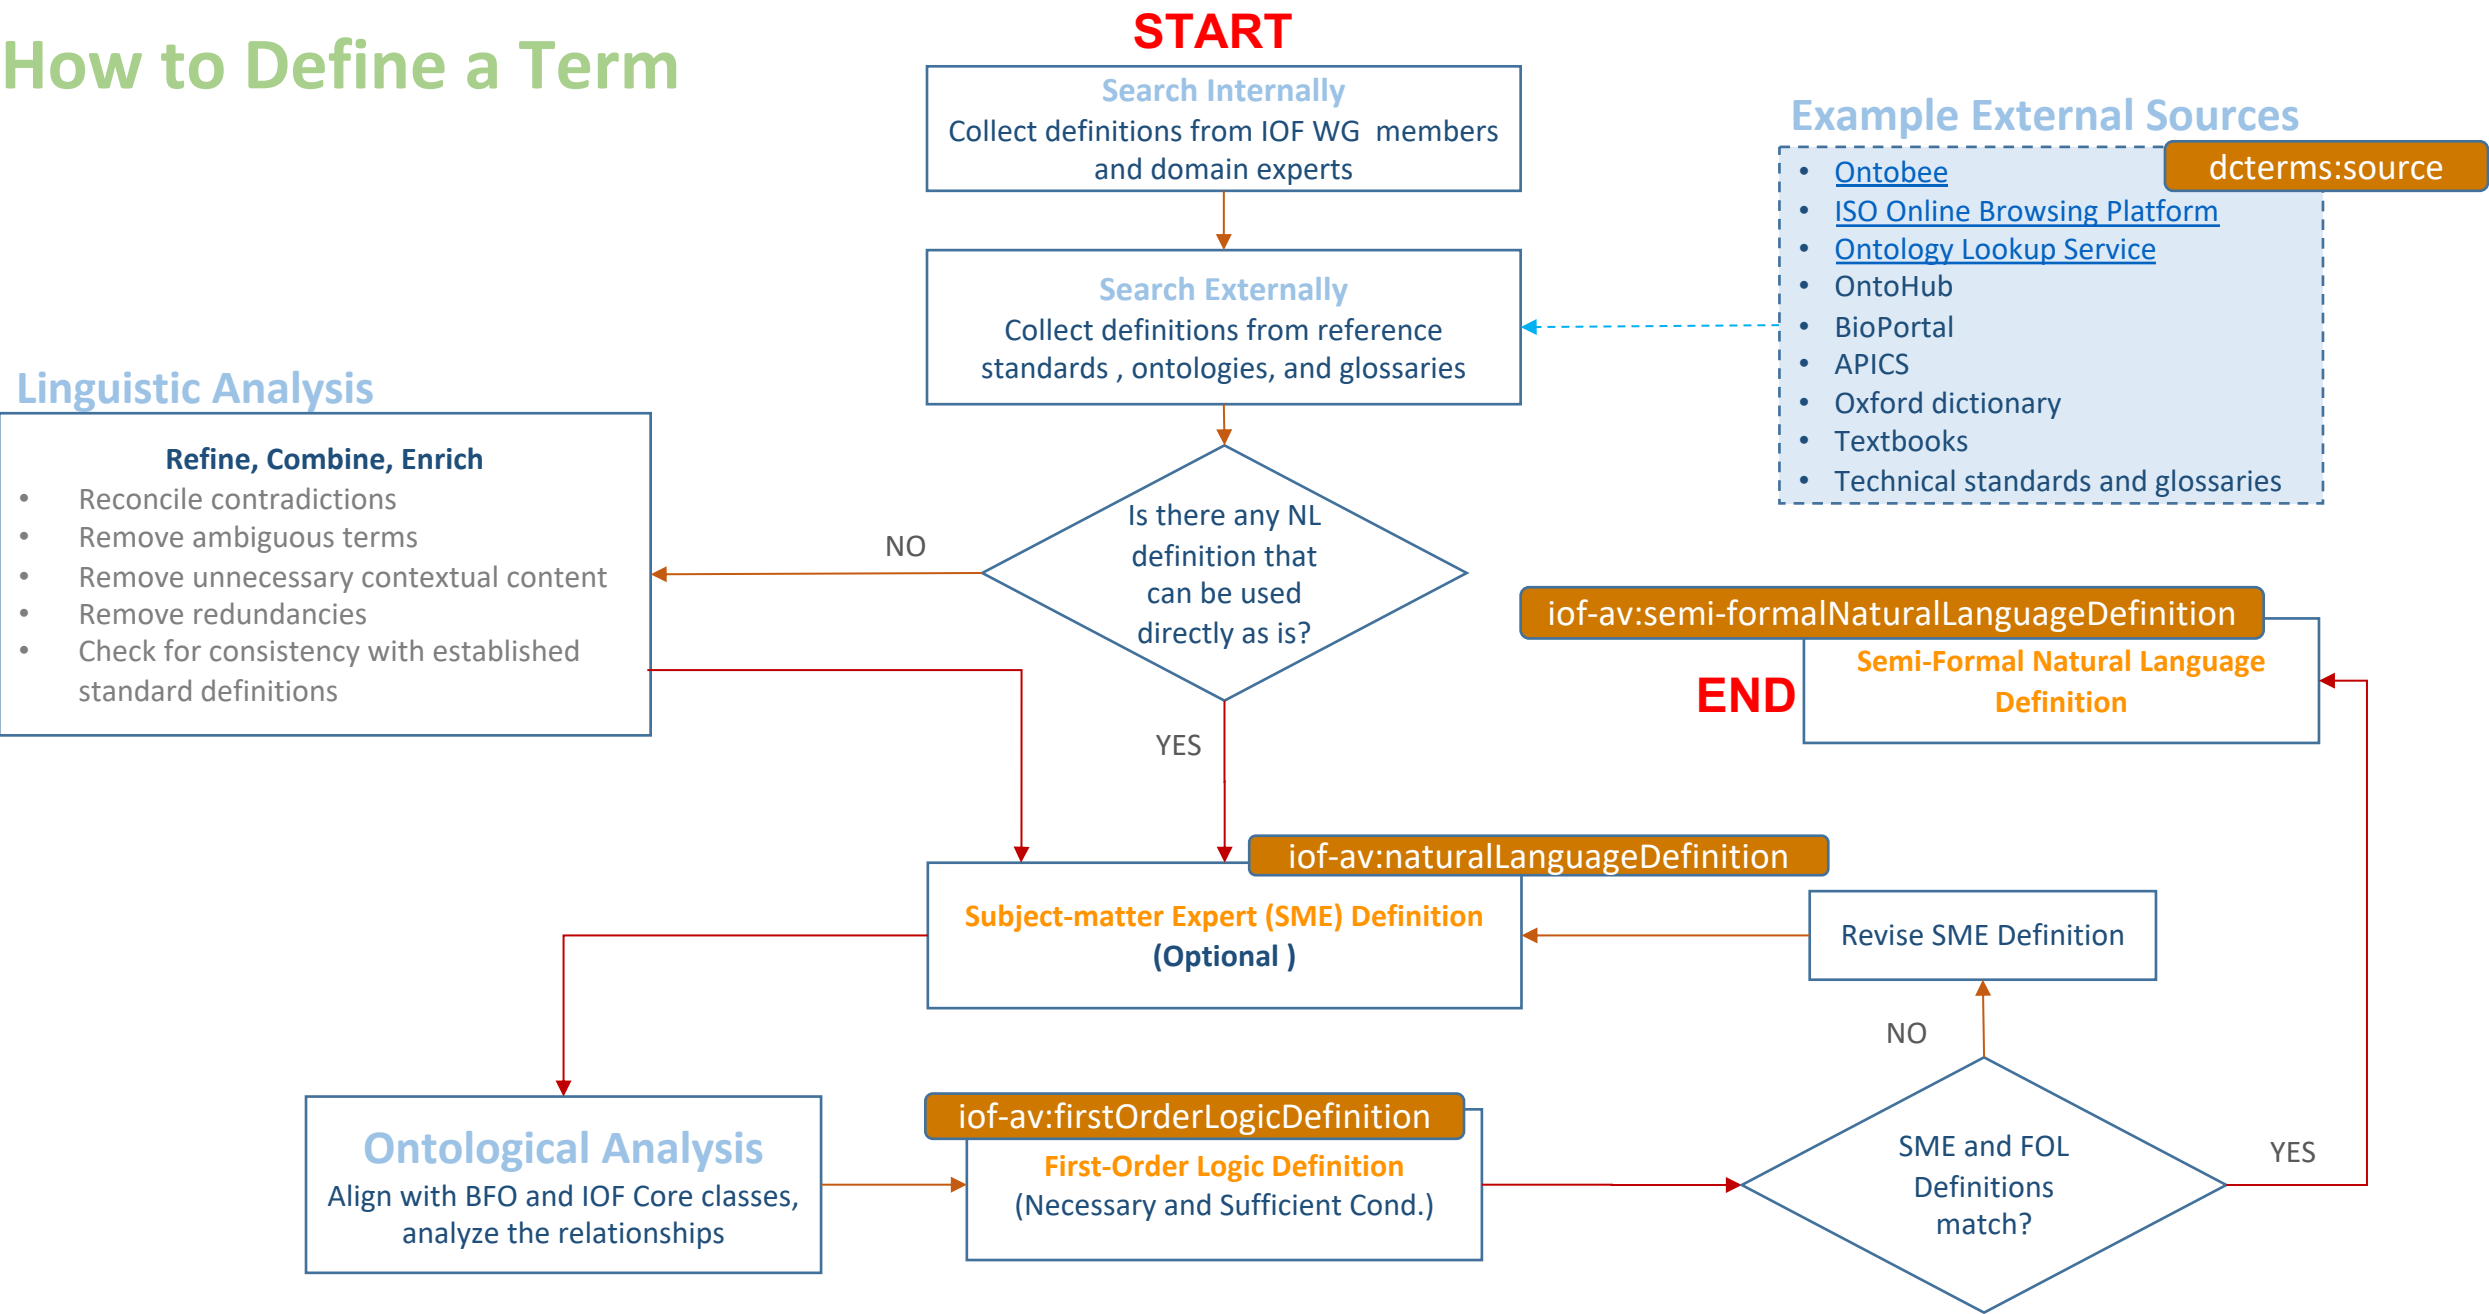 How to Define a Term
START
Search Internally
Collect definitions from IOF WG members
and domain experts
Example External Sources
dcterms:source
• Ontobee
• ISO Online Browsing Platform
• Ontology Lookup Service
• OntoHub
• BioPortal
• APICS
• Oxford dictionary
• Textbooks
• Technical standards and glossaries
Search Externally
Collect definitions from reference
standards , ontologies, and glossaries
Linguistic Analysis
Refine, Combine, Enrich
• Reconcile contradictions
• Remove ambiguous terms
• Remove unnecessary contextual content
• Remove redundancies
• Check for consistency with established
standard definitions
NO
Is there any NL
definition that
can be used
directly as is?
YES
iof-av:semi-formalNaturalLanguageDefinition
Semi-Formal Natural Language
Definition
END
iof-av:naturalLanguageDefinition
Subject-matter Expert (SME) Definition
(Optional )
Revise SME Definition
NO
Ontological Analysis
Align with BFO and IOF Core classes,
analyze the relationships
iof-av:firstOrderLogicDefinition
First-Order Logic Definition
(Necessary and Sufficient Cond.)
SME and FOL
Definitions
match?
YES